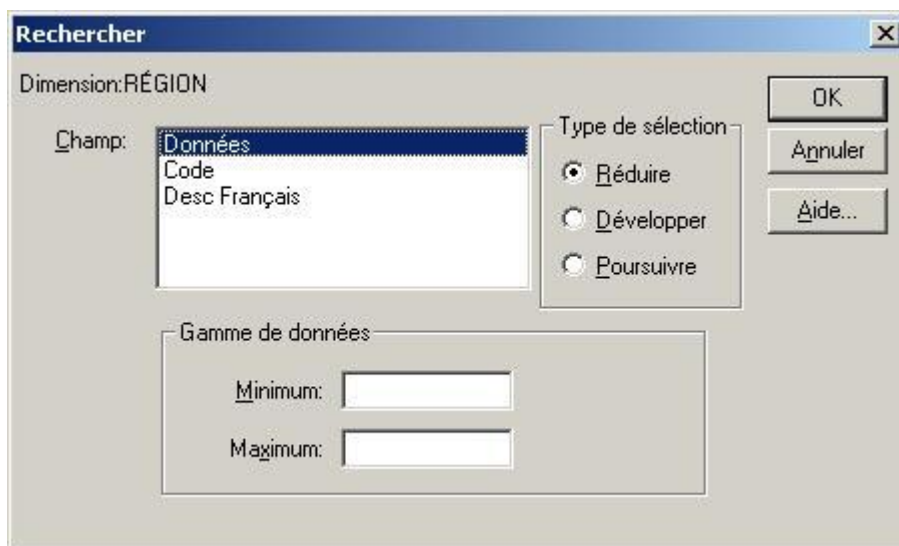 Rechercher
Dimension:RÉGION
Champ:
Données
Code
Desc Français
Type de sélection
Réduire
Développer
Poursuivre
OK
Annuler
Aide...
Gamme de données
Minimum:
Maximum: